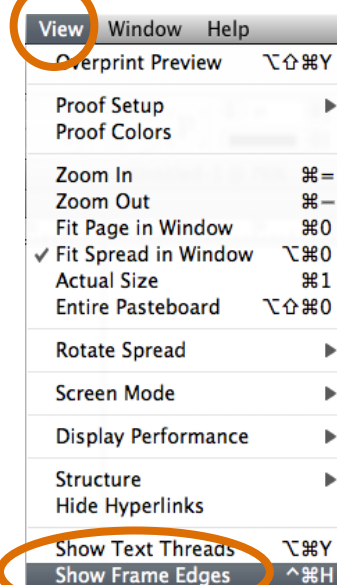 View Window Help
Overprint Preview ⌥⇧⌘Y
Proof Setup ▶
Proof Colors
Zoom In ⌘=
Zoom Out ⌘–
Fit Page in Window ⌘0
✓ Fit Spread in Window ⌥⌘0
Actual Size ⌘1
Entire Pasteboard ⌥⇧⌘0
Rotate Spread ▶
Screen Mode ▶
Display Performance ▶
Structure ▶
Hide Hyperlinks
Show Text Threads ⌥⌘Y
Show Frame Edges ^⌘H